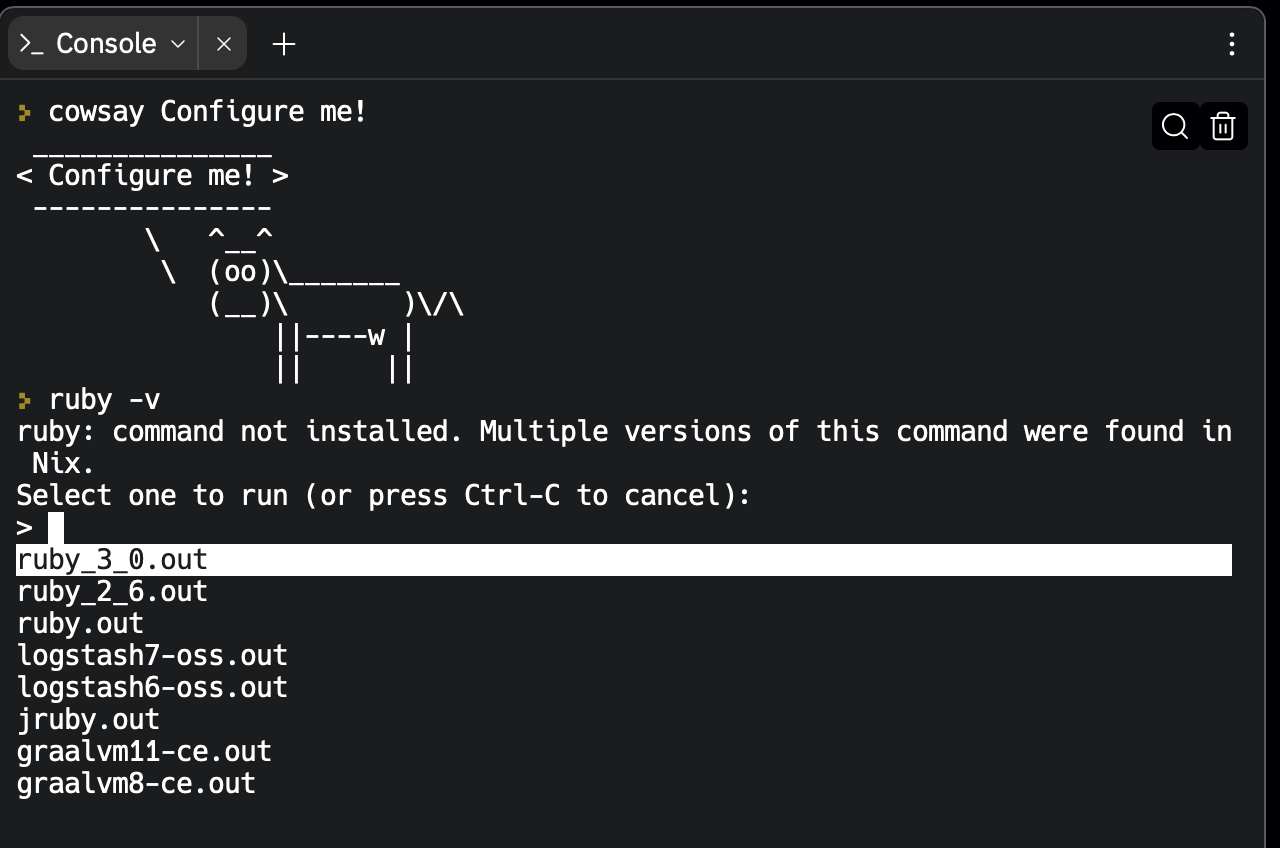 >_ Console
cowsay Configure me!
 _______________
< Configure me! >
 ---------------
        \   ^__^
         \  (oo)\_______
            (__)\       )\/\
                ||----w |
                ||     ||
ruby -v
ruby: command not installed. Multiple versions of this command were found in
 Nix.
Select one to run (or press Ctrl-C to cancel):
>
ruby_3_0.out
ruby_2_6.out
ruby.out
logstash7-oss.out
logstash6-oss.out
jruby.out
graalvm11-ce.out
graalvm8-ce.out